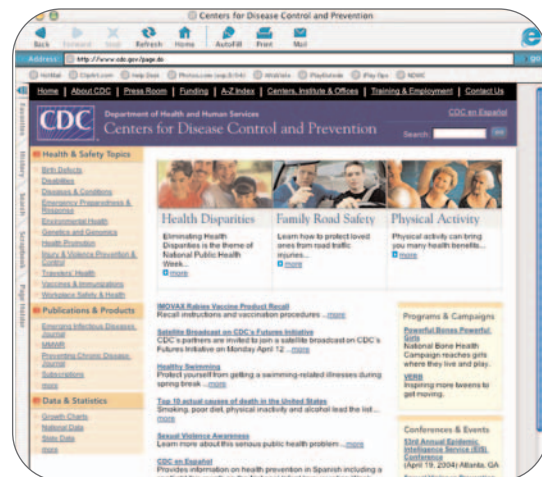 Centers for Disease Control and Prevention
Back Forward Stop Refresh Home AutoFill Print Mail
Address http://www.cdc.gov/page.do go
HotMail
Favorites
History
Search
Scrapbook
Page Holder
Home | About CDC | Press Room | Funding | A-Z Index | Centers, Institute & Offices | Training & Employment | Contact Us
CDC
Department of Health and Human Services
Centers for Disease Control and Prevention
CDC en Español
Search:
Health & Safety Topics
Birth Defects
Disabilities
Diseases & Conditions
Emergency Preparedness &
Response
Environmental Health
Genetics and Genomics
Health Promotion
Injury & Violence Prevention &
Control
Travelers' Health
Vaccines & Immunizations
Workplace Safety & Health
Publications & Products
Emerging Infectious Diseases
Journal
MMWR
Preventing Chronic Disease
Journal
Subscriptions
more
Data & Statistics
Growth Charts
National Data
State Data
more
Health Disparities
Eliminating Health
Disparities is the theme of
National Public Health
Week...
more
Family Road Safety
Learn how to protect loved
ones from road traffic
injuries...
more
Physical Activity
Physical activity can bring
you many health benefits...
more
IMOVAX Rabies Vaccine Product Recall
Recall instructions and vaccination procedures ...more
Satellite Broadcast on CDC's Futures Initiative
CDC's partners are invited to join a satellite broadcast on CDC's
Futures Initiative on Monday April 12 ...more
Healthy Swimming
Protect yourself from getting a swimming-related illnesses during
spring break ...more
Top 10 actual causes of death in the United States
Smoking, poor diet, physical inactivity and alcohol lead the list...
more
Sexual Violence Awareness
Learn more about this serious public health problem ...more
CDC en Español
Provides information on health prevention in Spanish including a
Programs & Campaigns
Powerful Bones Powerful
Girls
National Bone Health
Campaign reaches girls
where they live and play.
VERB
Inspiring more tweens to
get moving.
Conferences & Events
53rd Annual Epidemic
Intelligence Service (EIS)
Conference
(April 19, 2004) Atlanta, GA